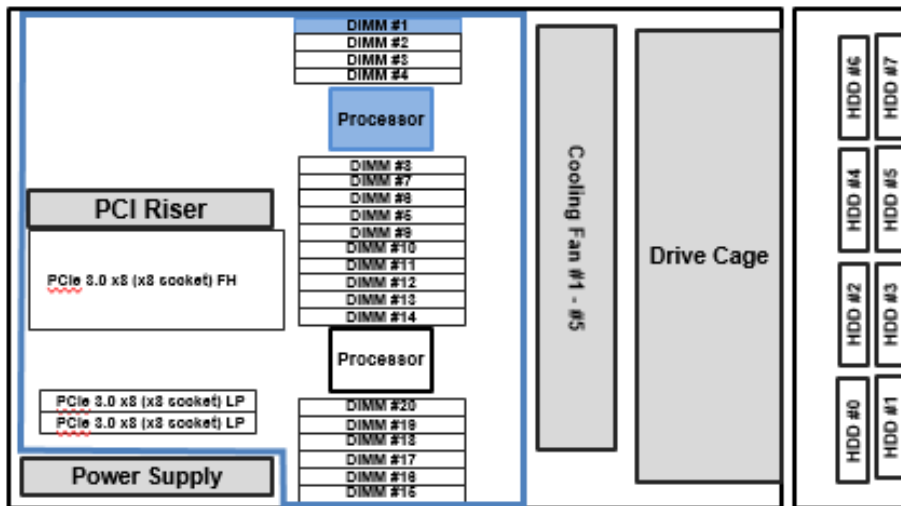 DIMM #1
DIMM #2
DIMM #3
DIMM #4
Processor
DIMM #8
DIMM #7
DIMM #6
DIMM #5
DIMM #9
DIMM #10
DIMM #11
DIMM #12
DIMM #13
DIMM #14
Processor
DIMM #20
DIMM #19
DIMM #18
DIMM #17
DIMM #16
DIMM #15
PCI Riser
PCIe 3.0 x8 (x8 socket) FH
PCIe 3.0 x8 (x8 socket) LP
PCIe 3.0 x8 (x8 socket) LP
Power Supply
Cooling Fan #1 - #5
Drive Cage
HDD #6
HDD #7
HDD #4
HDD #5
HDD #2
HDD #3
HDD #0
HDD #1